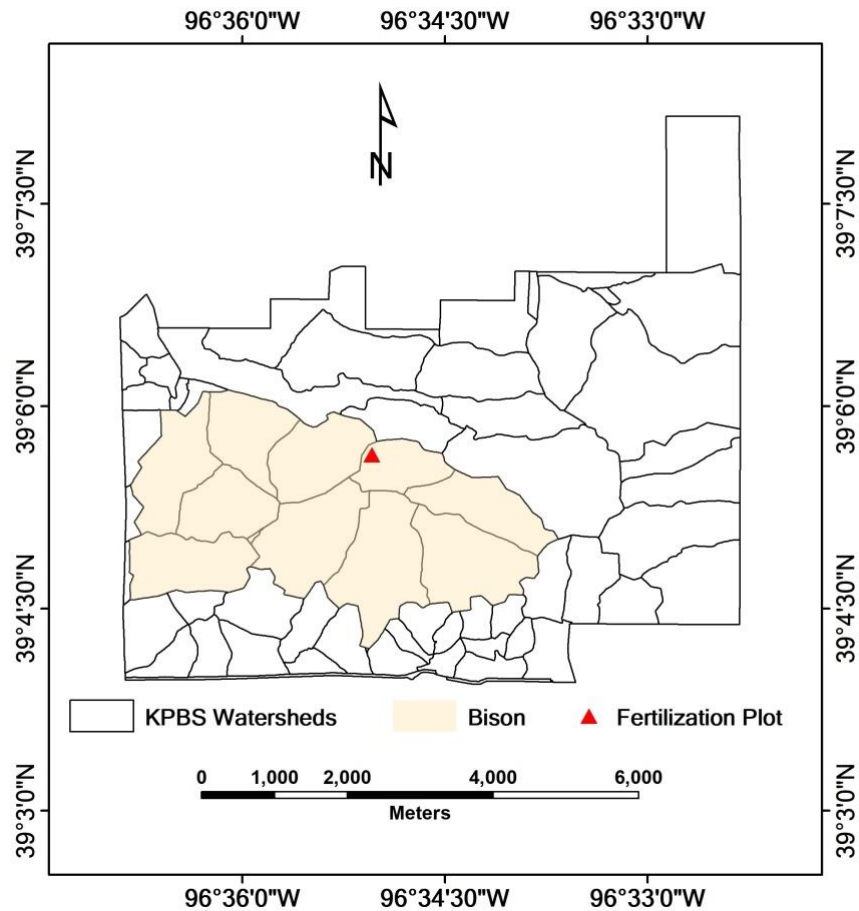 96°36'0"W 96°34'30"W 96°33'0"W
N
39°7'30"N 39°7'30"N
39°6'0"N 39°6'0"N
39°4'30"N 39°4'30"N
KPBS Watersheds Bison Fertilization Plot
0 1,000 2,000 4,000 6,000
Meters
39°3'0"N 39°3'0"N
96°36'0"W 96°34'30"W 96°33'0"W